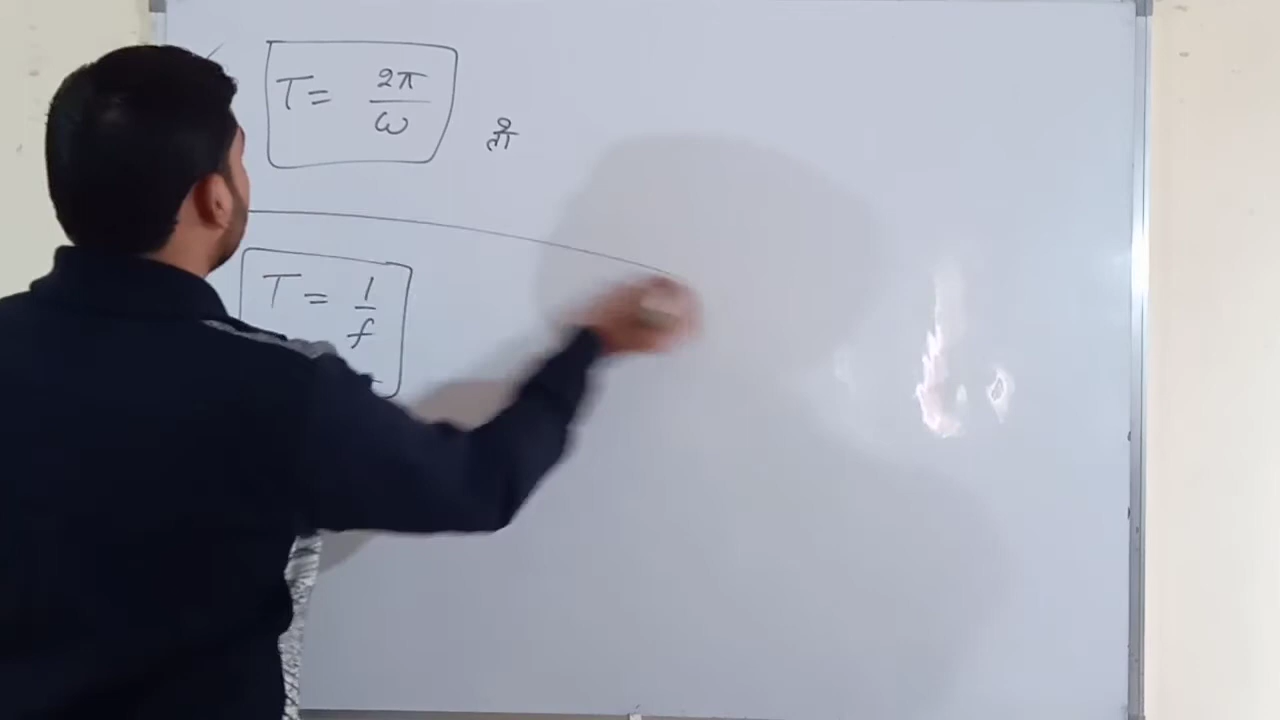 T = 2π/ω
T = 1/f